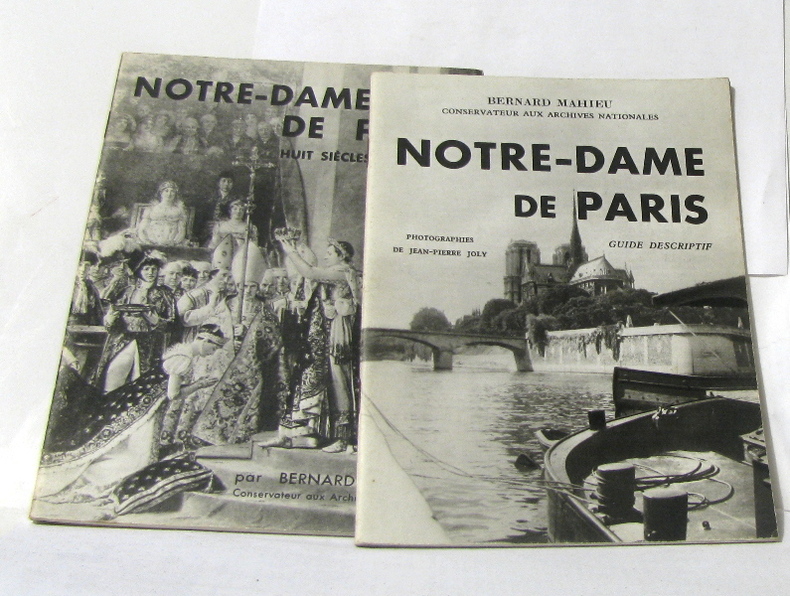 NOTRE-DAME
DE P
HUIT SIÈCLES
par BERNARD
Conservateur aux Arch
BERNARD MAHIEU
CONSERVATEUR AUX ARCHIVES NATIONALES
NOTRE-DAME
DE PARIS
PHOTOGRAPHIES
DE JEAN-PIERRE JOLY
GUIDE DESCRIPTIF